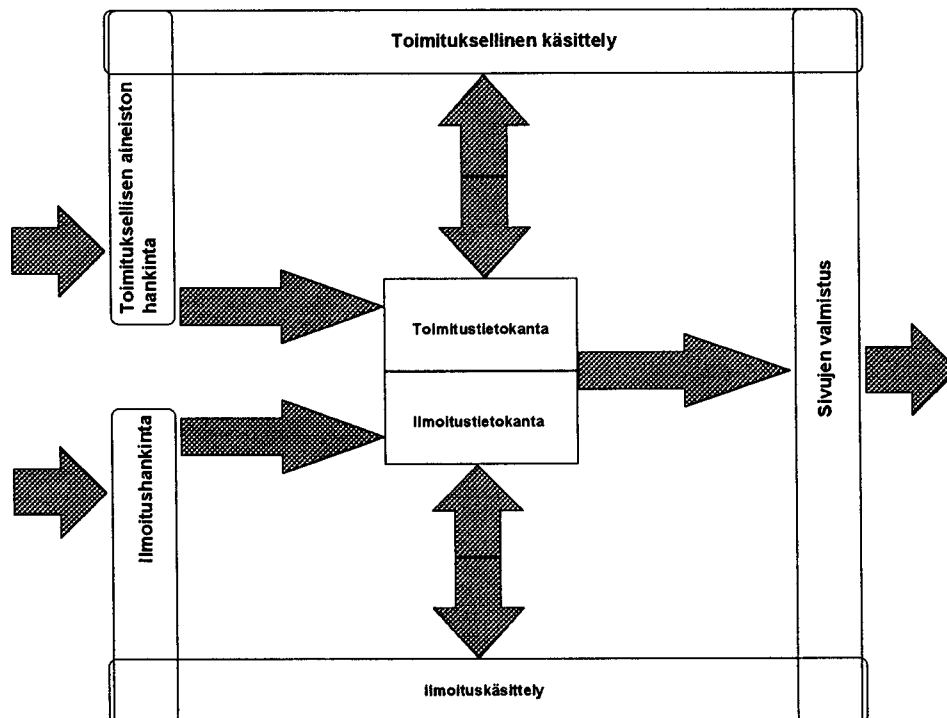 Toimituksellinen käsittely
Toimituksellisen aineiston
hankinta
Toimitustietokanta
Ilmoitustietokanta
Sivujen valmistus
Ilmoitushankinta
Ilmoituskäsittely